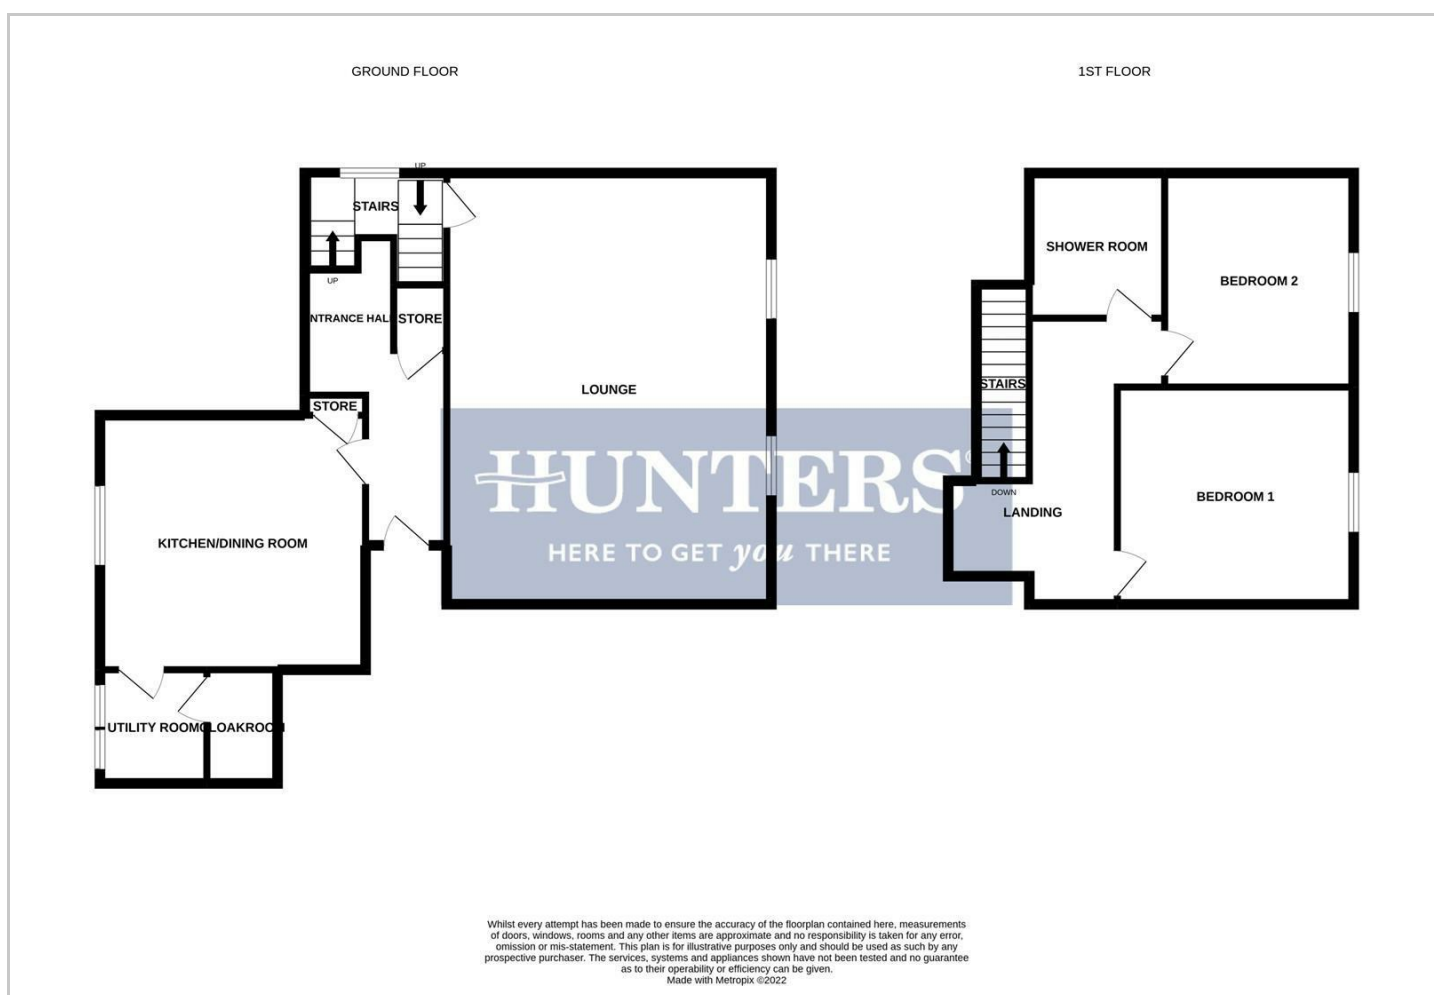 GROUND FLOOR
1ST FLOOR
UP
STAIRS
UP
NTRANCE HALL
STORE
STORE
LOUNGE
KITCHEN/DINING ROOM
UTILITY ROOM
LOAKROOM
SHOWER ROOM
BEDROOM 2
STAIRS
BEDROOM 1
DOWN
LANDING
HUNTERS®
HERE TO GET you THERE
Whilst every attempt has been made to ensure the accuracy of the floorplan contained here, measurements
of doors, windows, rooms and any other items are approximate and no responsibility is taken for any error,
omission or mis-statement. This plan is for illustrative purposes only and should be used as such by any
prospective purchaser. The services, systems and appliances shown have not been tested and no guarantee
as to their operability or efficiency can be given.
Made with Metropix ©2022